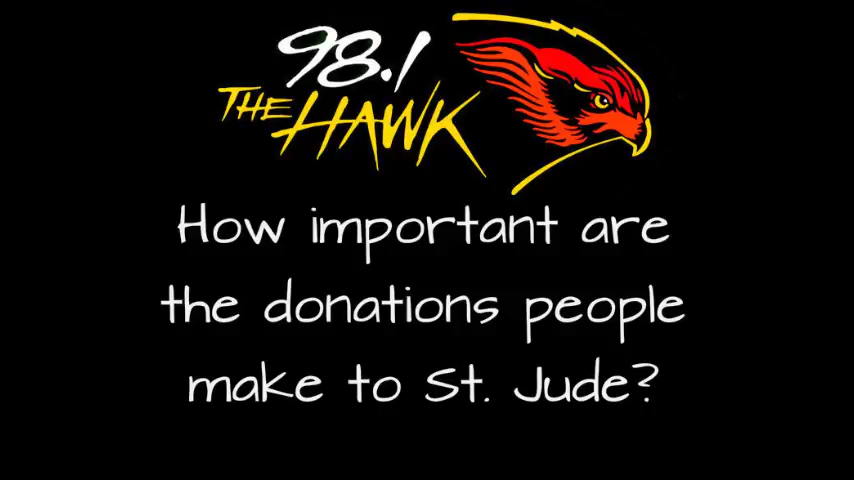 98.1
THE HAWK
How important are
the donations people
make to St. Jude?